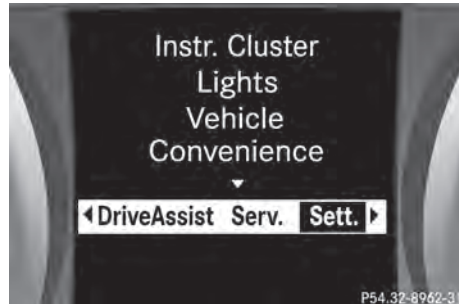 Instr. Cluster
Lights
Vehicle
Convenience
DriveAssist Serv. Sett.
P54.32-8962-31